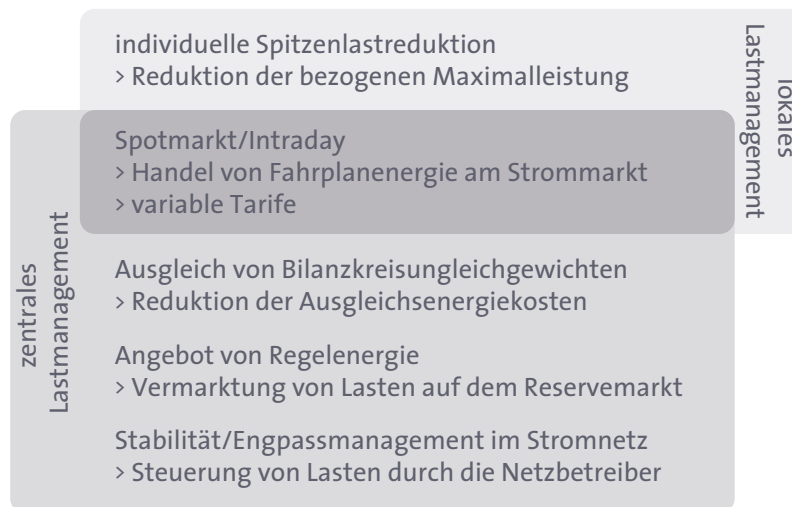 individuelle Spitzenlastreduktion
> Reduktion der bezogenen Maximalleistung
lokales
Lastmanagement
Spotmarkt/Intraday
> Handel von Fahrplanenergie am Strommarkt
> variable Tarife
zentrales
Lastmanagement
Ausgleich von Bilanzkreisungleichgewichten
> Reduktion der Ausgleichsenergiekosten
Angebot von Regelenergie
> Vermarktung von Lasten auf dem Reservemarkt
Stabilität/Engpassmanagement im Stromnetz
> Steuerung von Lasten durch die Netzbetreiber